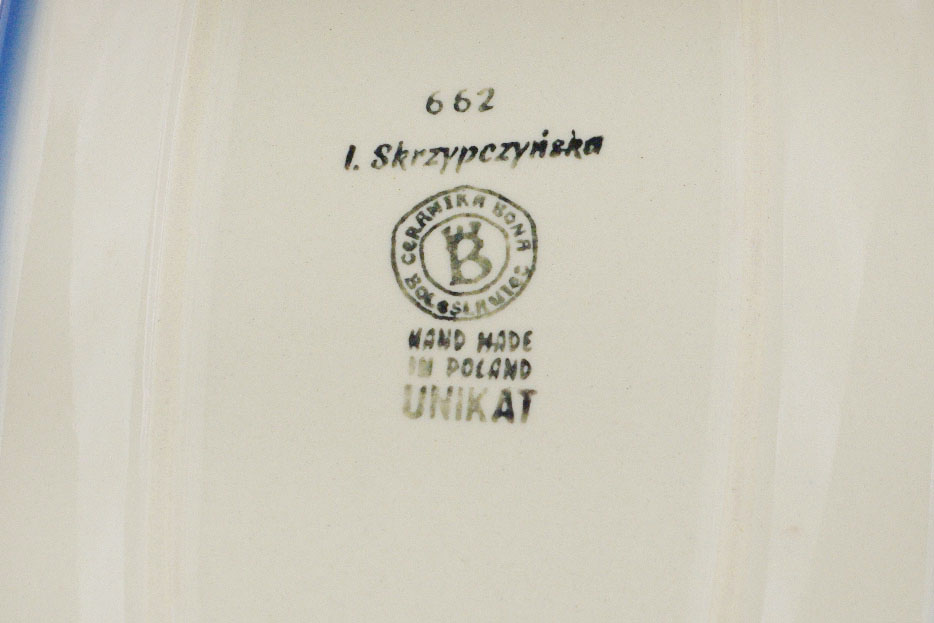 662
I. Skrzypczyńska
CERAMIKA BONA
B
BOLESŁAWIEC
HAND MADE
IN POLAND
UNIKAT